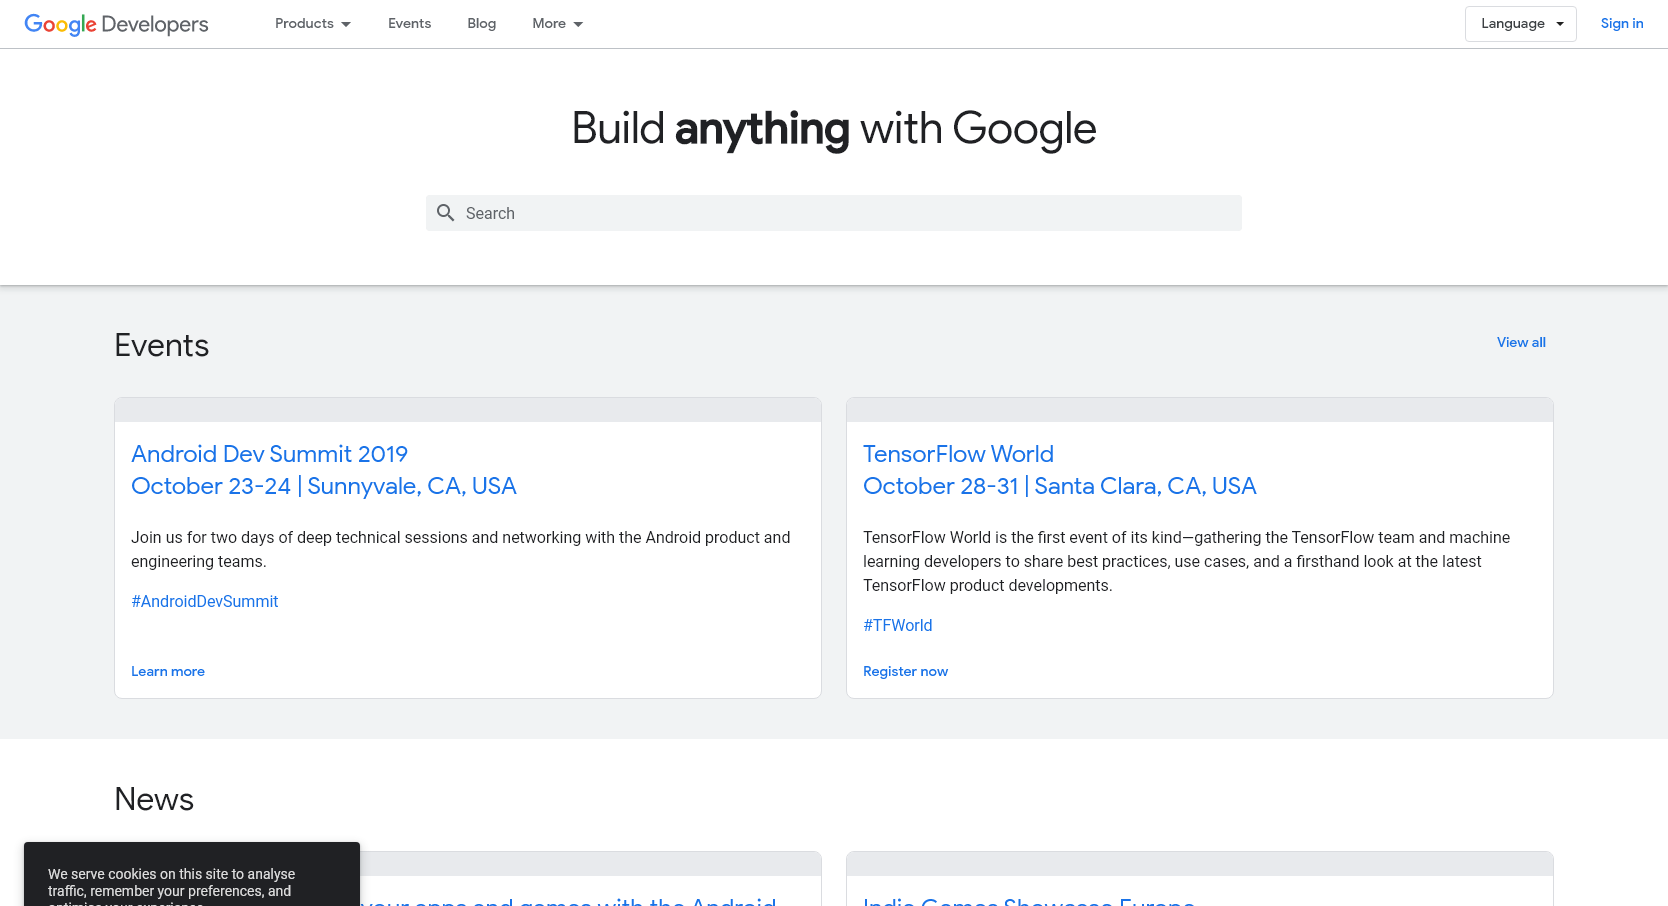 Google Developers Products Events Blog More Language Sign in
Build anything with Google
Search
Events
View all
Android Dev Summit 2019
October 23-24 | Sunnyvale, CA, USA
Join us for two days of deep technical sessions and networking with the Android product and
engineering teams.
#AndroidDevSummit
Learn more
TensorFlow World
October 28-31 | Santa Clara, CA, USA
TensorFlow World is the first event of its kind—gathering the TensorFlow team and machine
learning developers to share best practices, use cases, and a firsthand look at the latest
TensorFlow product developments.
#TFWorld
Register now
News
We serve cookies on this site to analyse
traffic, remember your preferences, and
optimise your experience.
your apps and games with the Android
Indie Games Showcase Europe